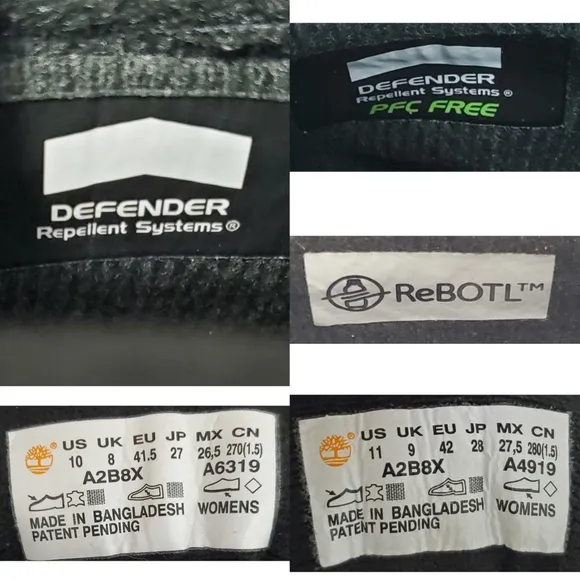 DEFENDER
Repellent Systems®
DEFENDER
Repellent Systems®
PFC FREE
ReBOTL™
US UK EU JP MX CN
10 8 41.5 27 26,5 270(1.5)
A2B8X A6319
WOMENS
MADE IN BANGLADESH
PATENT PENDING
US UK EU JP MX CN
11 9 42 28 27,5 280(1.5)
A2B8X A4919
WOMENS
MADE IN BANGLADESH
PATENT PENDING